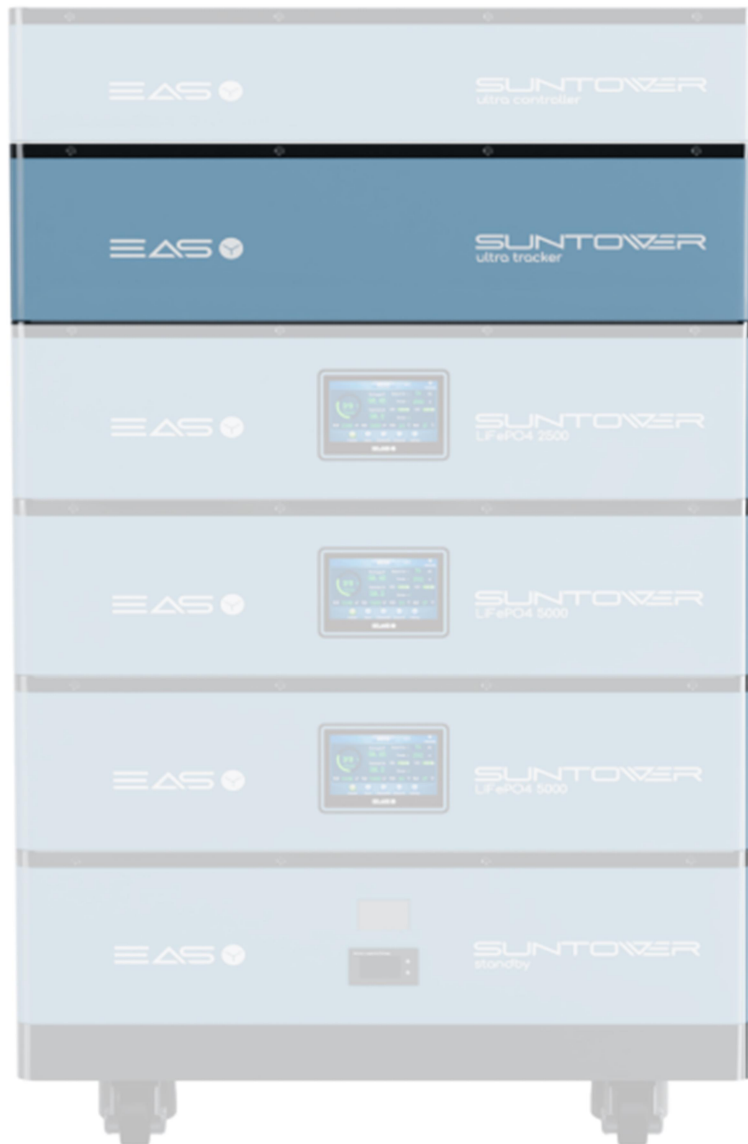 EAS
SUNTOWER
ultra controller
EAS
SUNTOWER
ultra tracker
EAS
SUNTOWER
LiFePO4 2500
EAS
SUNTOWER
LiFePO4 5000
EAS
SUNTOWER
LiFePO4 5000
EAS
SUNTOWER
standby